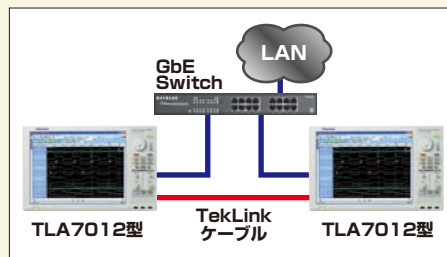 LAN
GbE
Switch
TekLink
ケーブル
TLA7012型
TLA7012型